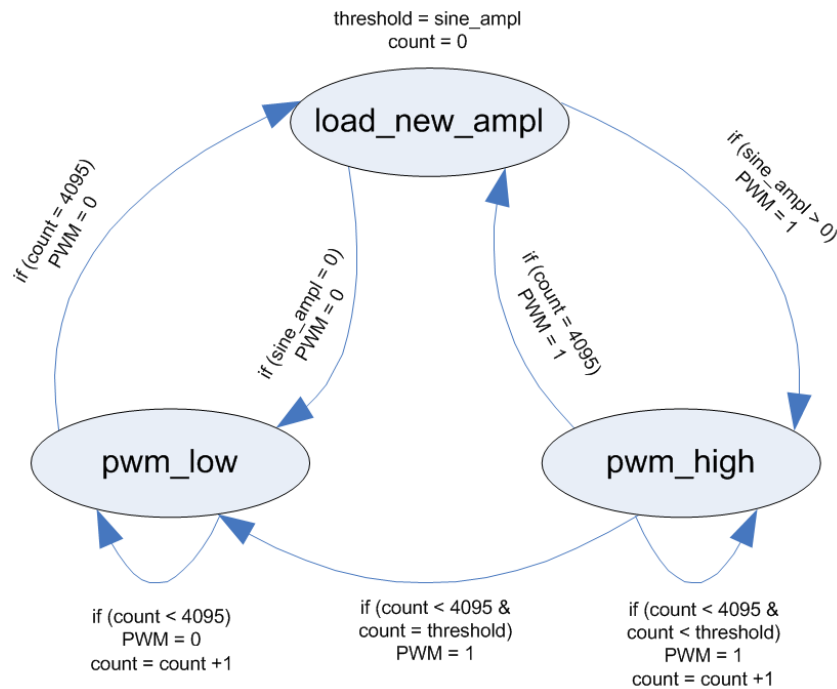 threshold = sine_ampl
count = 0
load_new_ampl
if (count = 4095)
PWM = 0
if (sine_ampl = 0)
PWM = 0
if (count = 4095)
PWM = 1
if (sine_ampl > 0)
PWM = 1
pwm_low
pwm_high
if (count < 4095)
PWM = 0
count = count +1
if (count < 4095 &
count = threshold)
PWM = 1
if (count < 4095 &
count < threshold)
PWM = 1
count = count +1